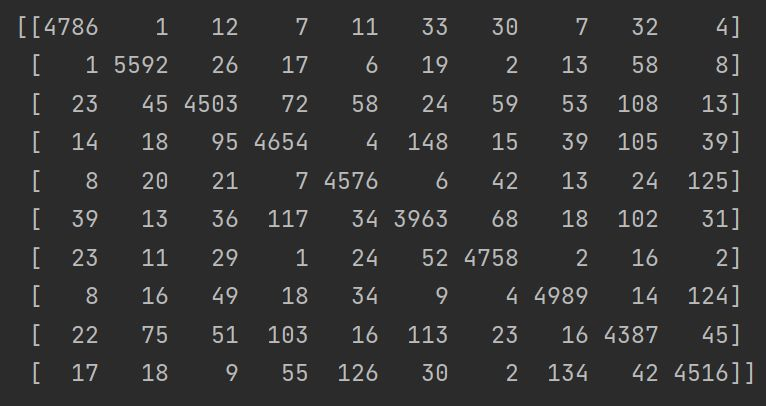 [[4786    1   12    7   11   33   30    7   32    4]
 [   1 5592   26   17    6   19    2   13   58    8]
 [  23   45 4503   72   58   24   59   53  108   13]
 [  14   18   95 4654    4  148   15   39  105   39]
 [   8   20   21    7 4576    6   42   13   24  125]
 [  39   13   36  117   34 3963   68   18  102   31]
 [  23   11   29    1   24   52 4758    2   16    2]
 [   8   16   49   18   34    9    4 4989   14  124]
 [  22   75   51  103   16  113   23   16 4387   45]
 [  17   18    9   55  126   30    2  134   42 4516]]